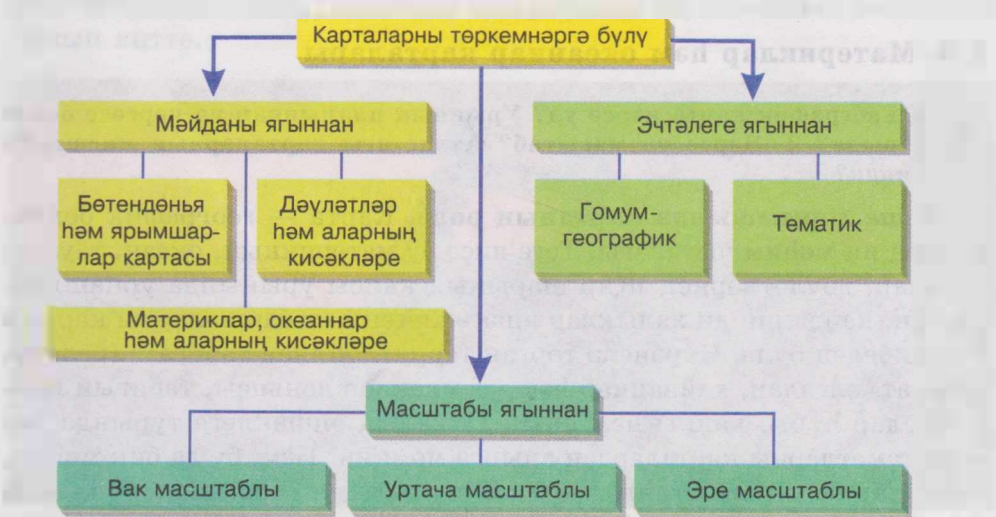 Карталарны төркемнәргә бүлү
Мәйданы ягыннан
Эчтәлеге ягыннан
Бөтендөнья
һәм ярымшар-
лар картасы
Дәүләтләр
һәм аларның
кисәкләре
Гомум-
географик
Тематик
Материклар, океаннар
һәм аларның кисәкләре
Масштабы ягыннан
Вак масштаблы
Уртача масштаблы
Эре масштаблы